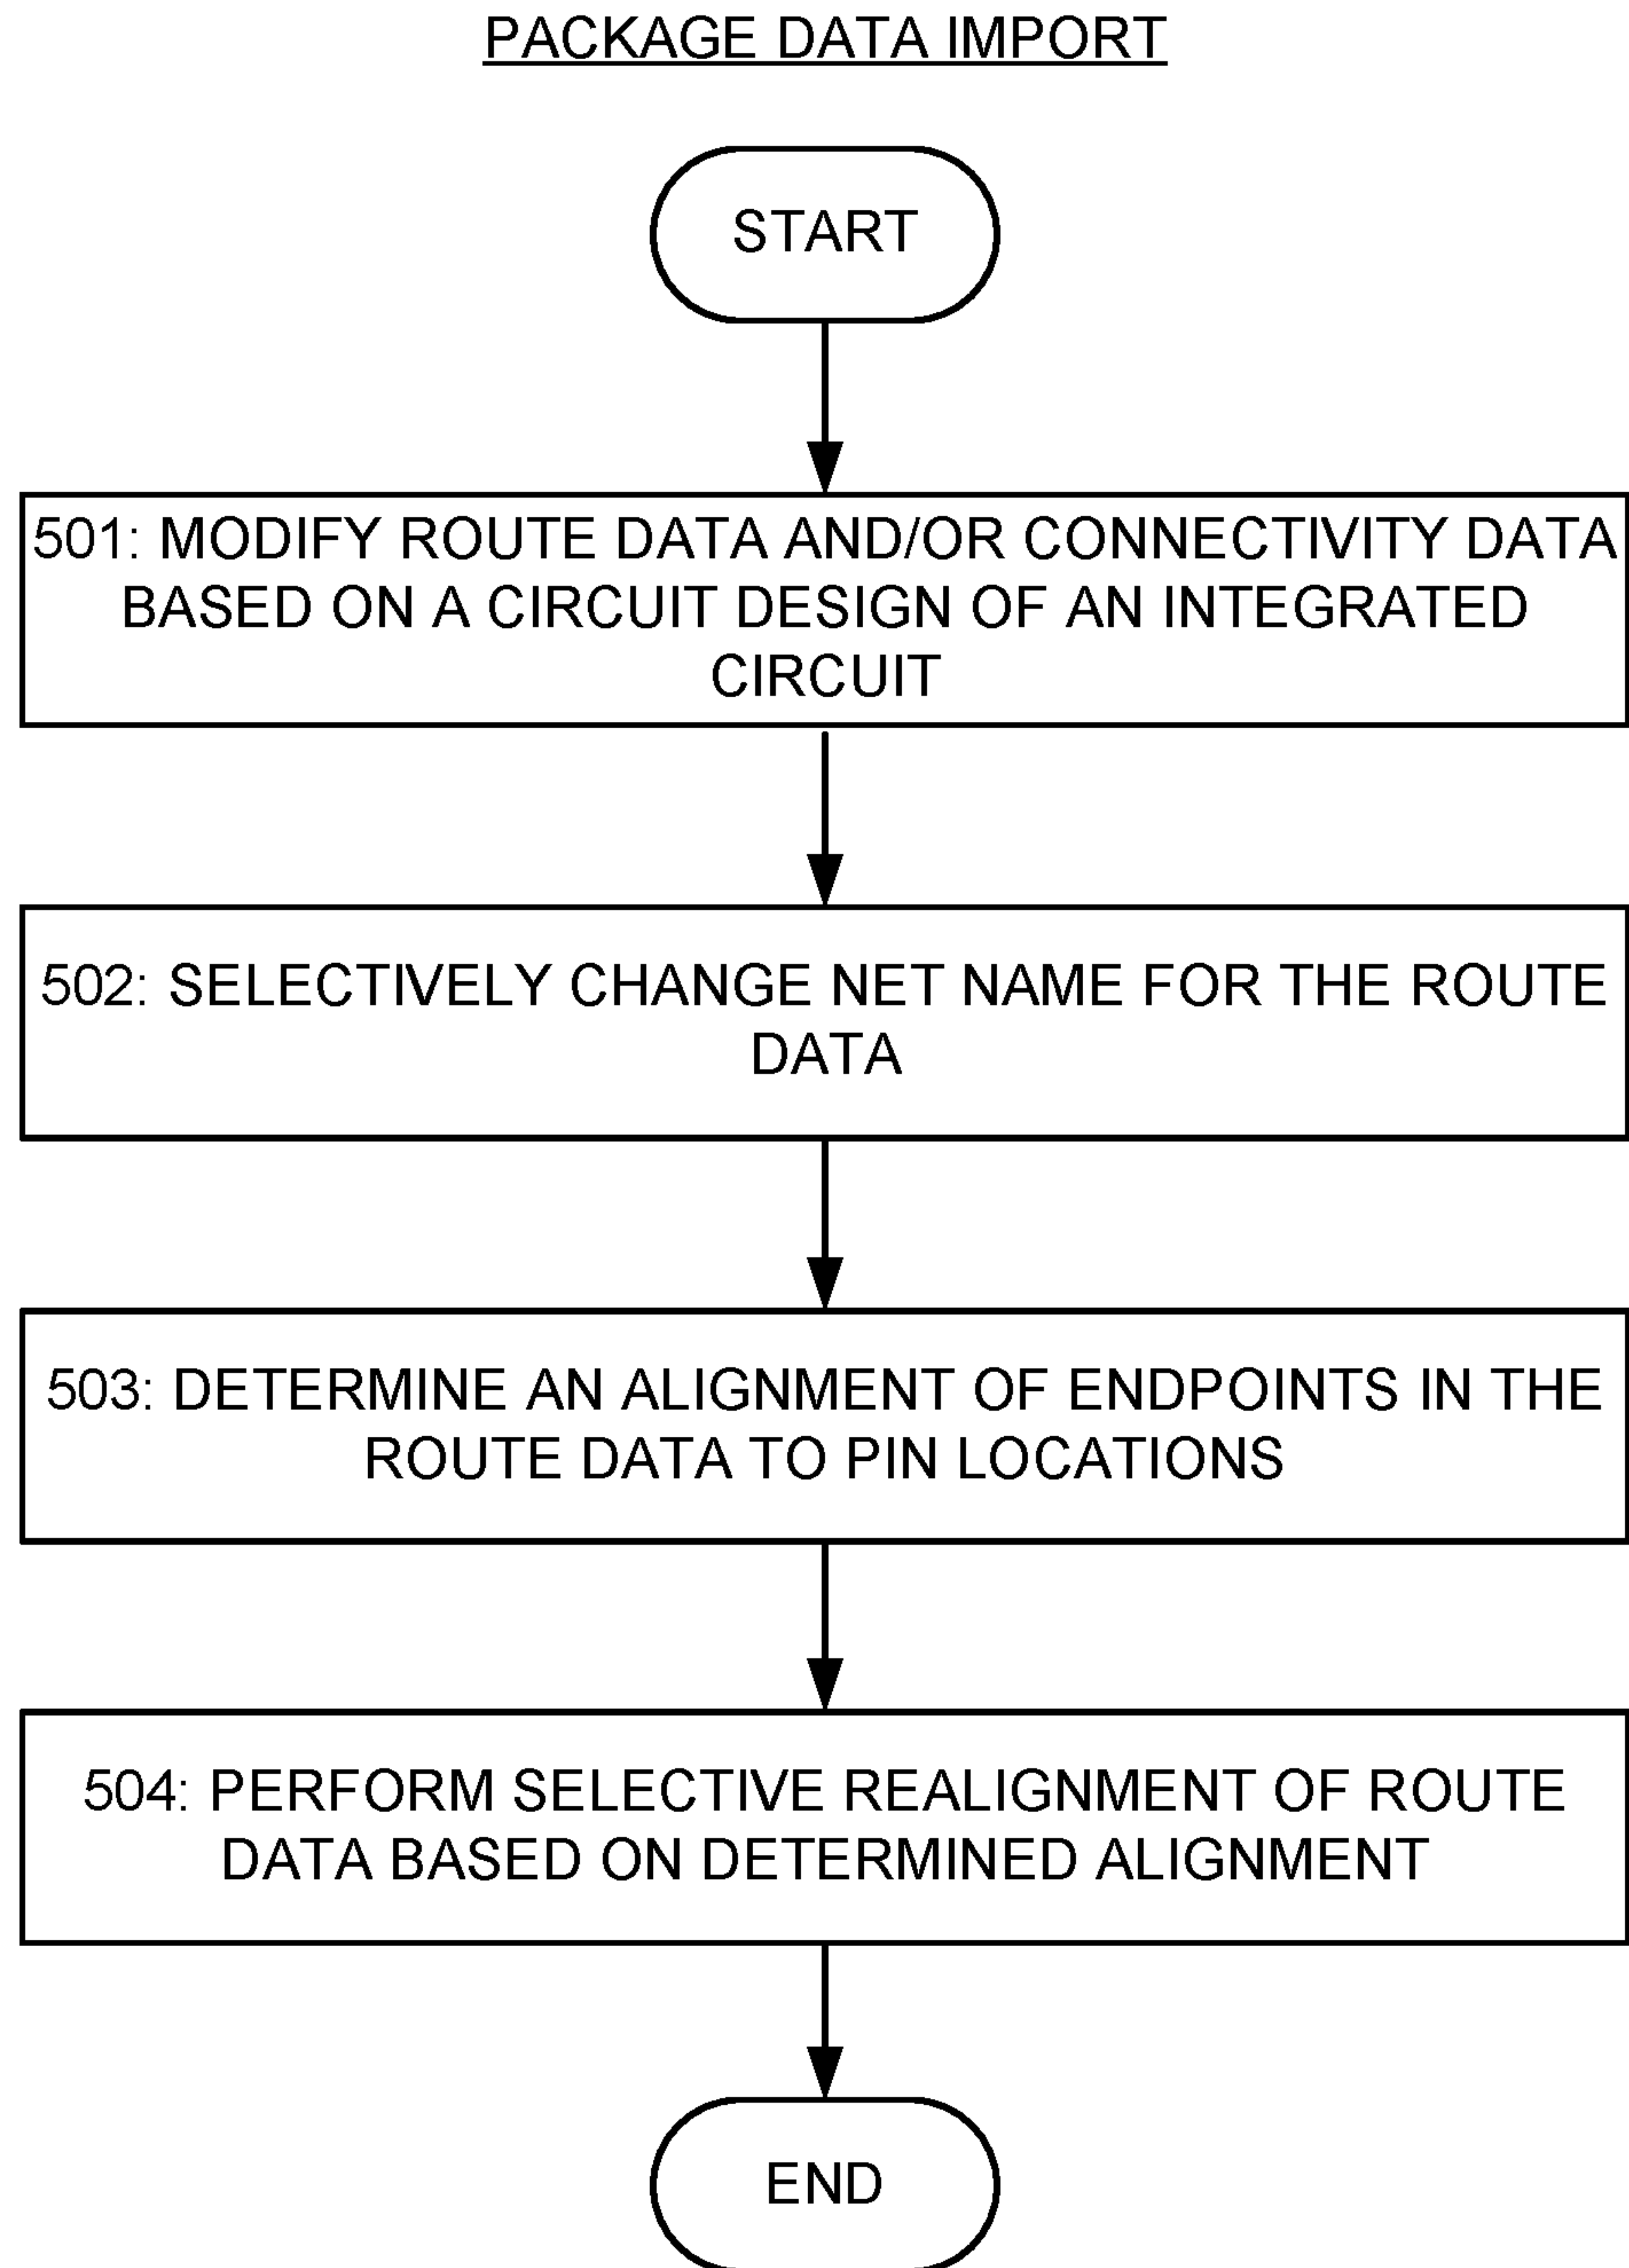 PACKAGE DATA IMPORT
START
501: MODIFY ROUTE DATA AND/OR CONNECTIVITY DATA
BASED ON A CIRCUIT DESIGN OF AN INTEGRATED
CIRCUIT
502: SELECTIVELY CHANGE NET NAME FOR THE ROUTE
DATA
503: DETERMINE AN ALIGNMENT OF ENDPOINTS IN THE
ROUTE DATA TO PIN LOCATIONS
504: PERFORM SELECTIVE REALIGNMENT OF ROUTE
DATA BASED ON DETERMINED ALIGNMENT
END